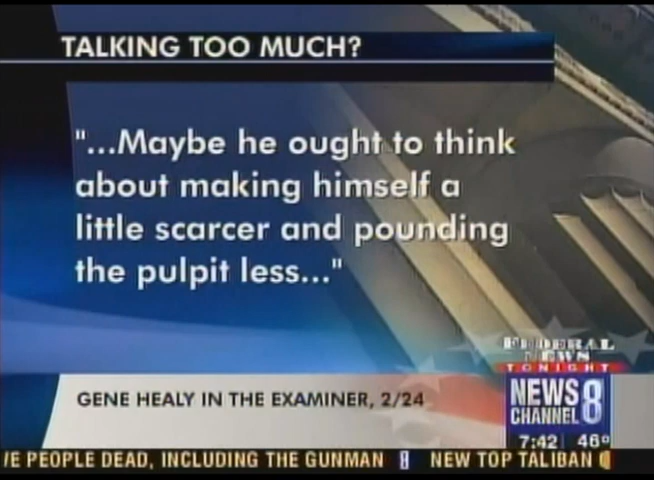 TALKING TOO MUCH?
"...Maybe he ought to think
about making himself a
little scarcer and pounding
the pulpit less..."
GENE HEALY IN THE EXAMINER, 2/24
FEDERAL
NEWS
TONIGHT
NEWS
CHANNEL 8
7:42 46°
/E PEOPLE DEAD, INCLUDING THE GUNMAN 8 NEW TOP TALIBAN